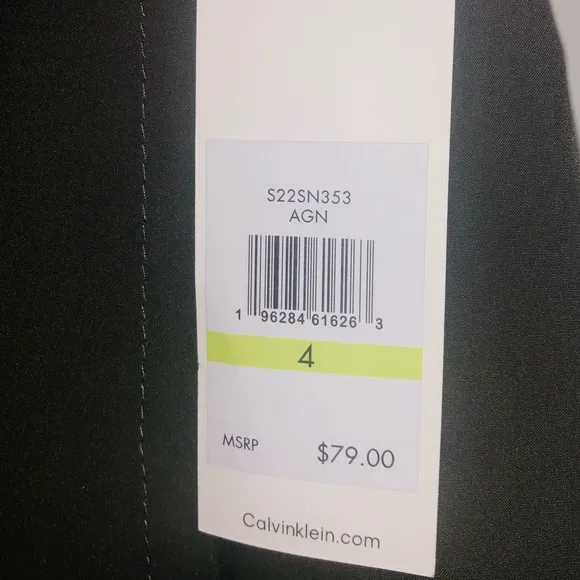 S22SN353
AGN
1 96284 61626 3
4
MSRP $79.00
Calvinklein.com